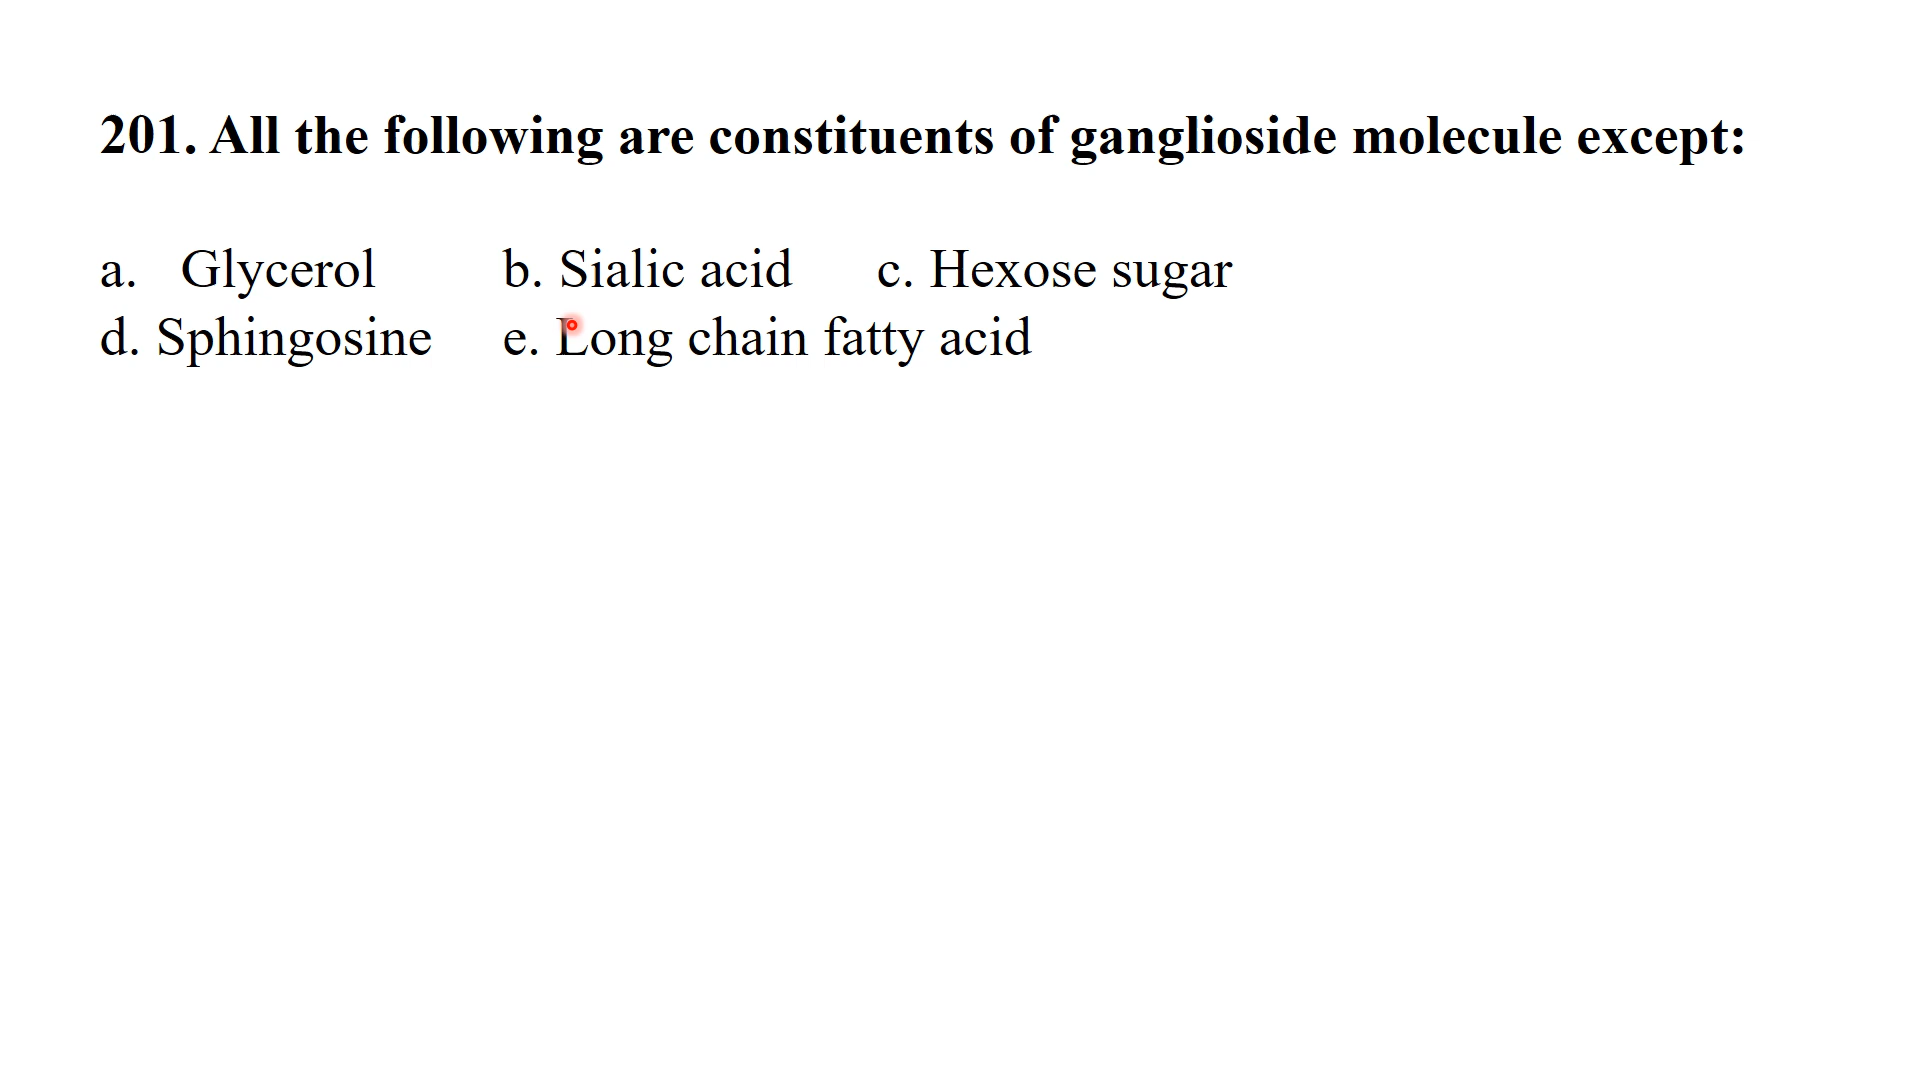 201. All the following are constituents of ganglioside molecule except:
a. Glycerol b. Sialic acid c. Hexose sugar
d. Sphingosine e. Long chain fatty acid